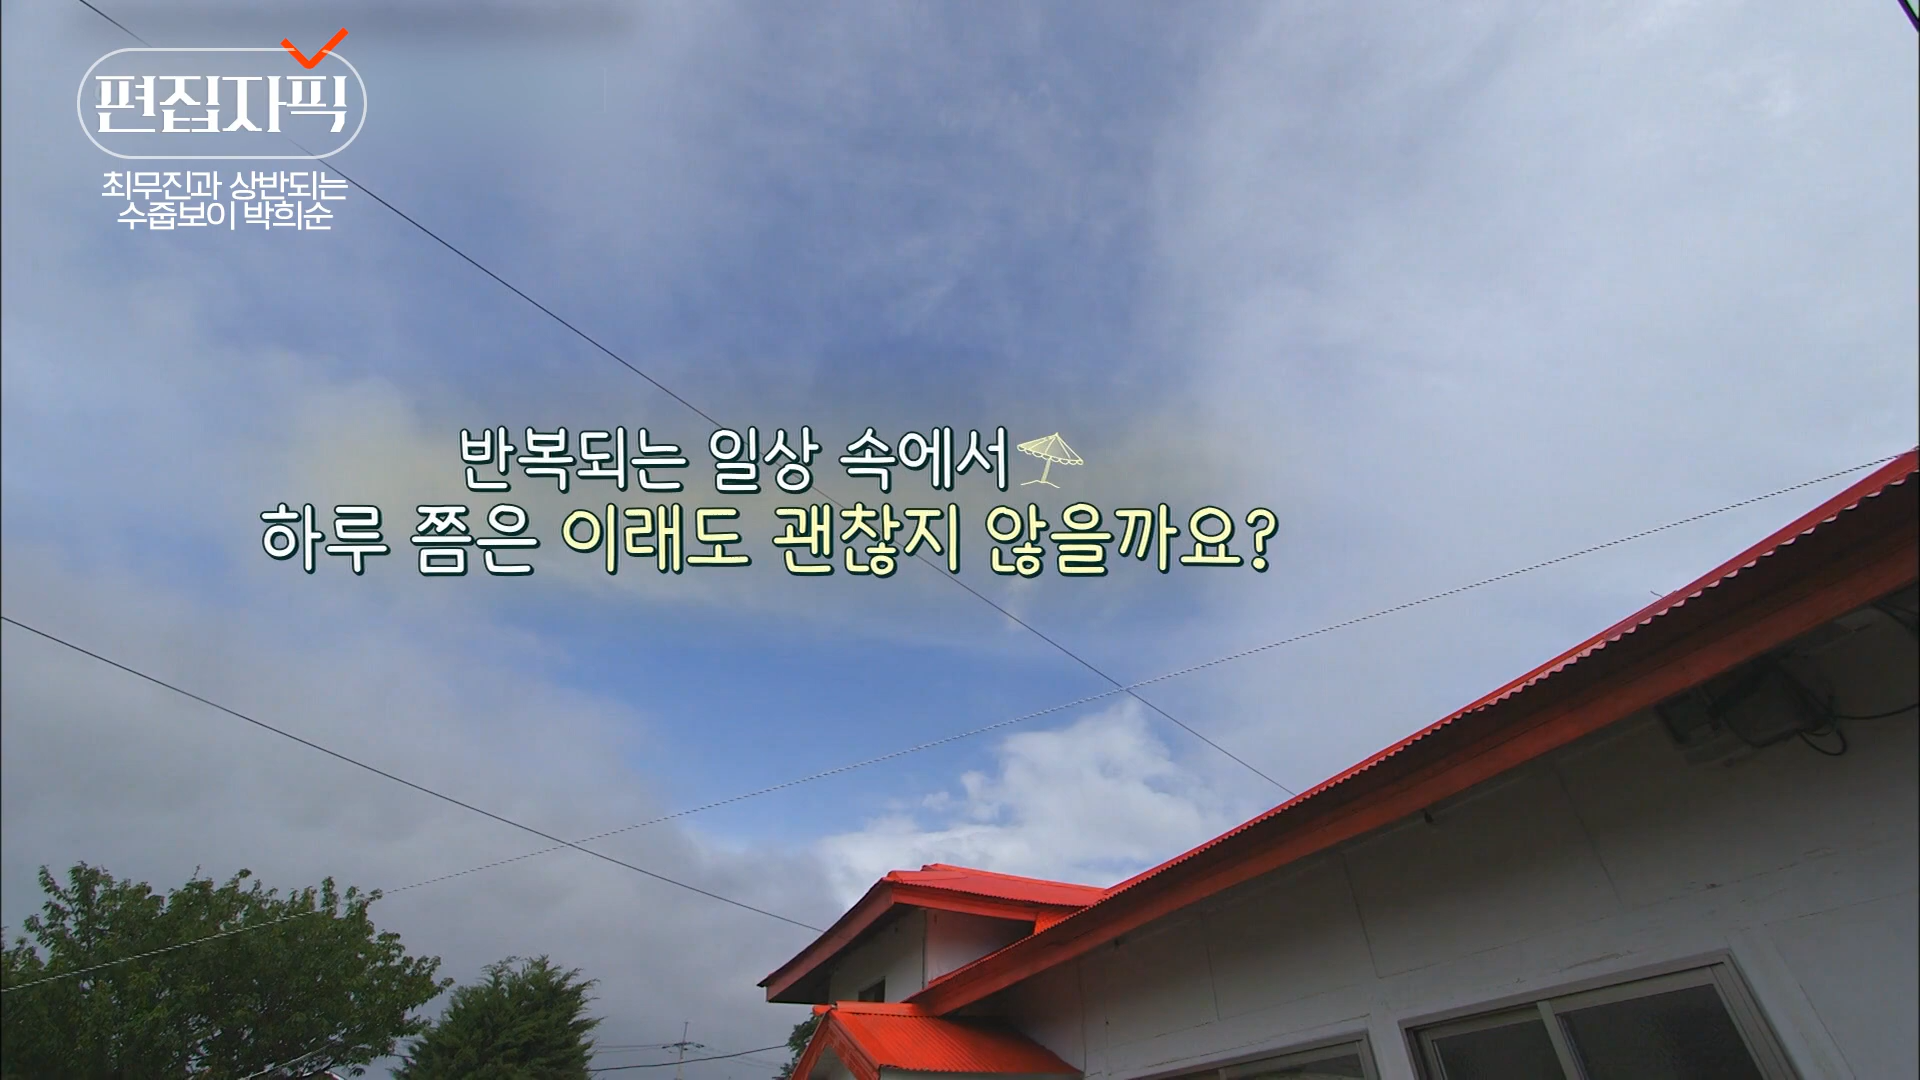 편집자픽
최무진과 상반되는
수줍보이 박희순
반복되는 일상 속에서
하루 쯤은 이래도 괜찮지 않을까요?